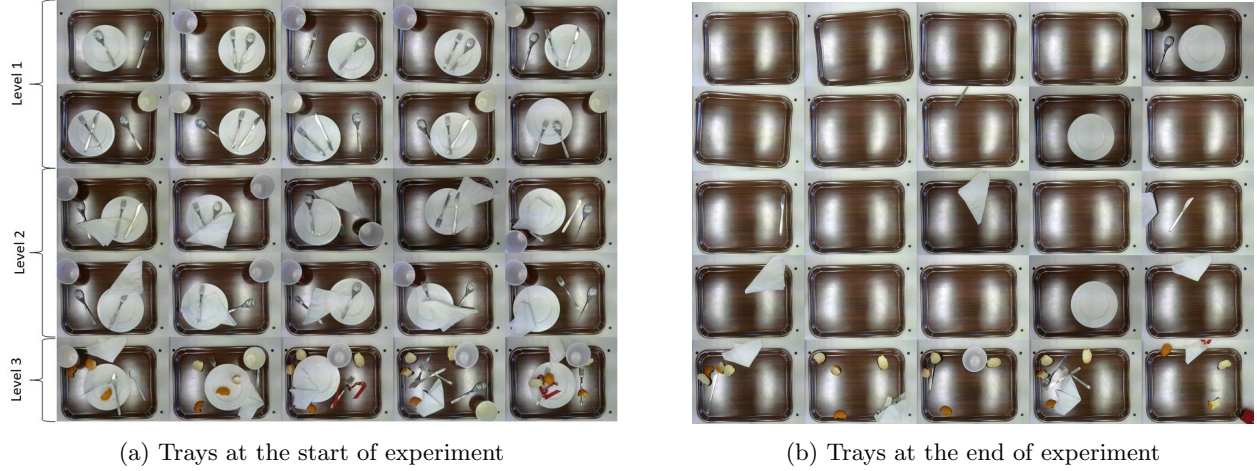 Level 1
Level 2
Level 3
(a) Trays at the start of experiment
(b) Trays at the end of experiment